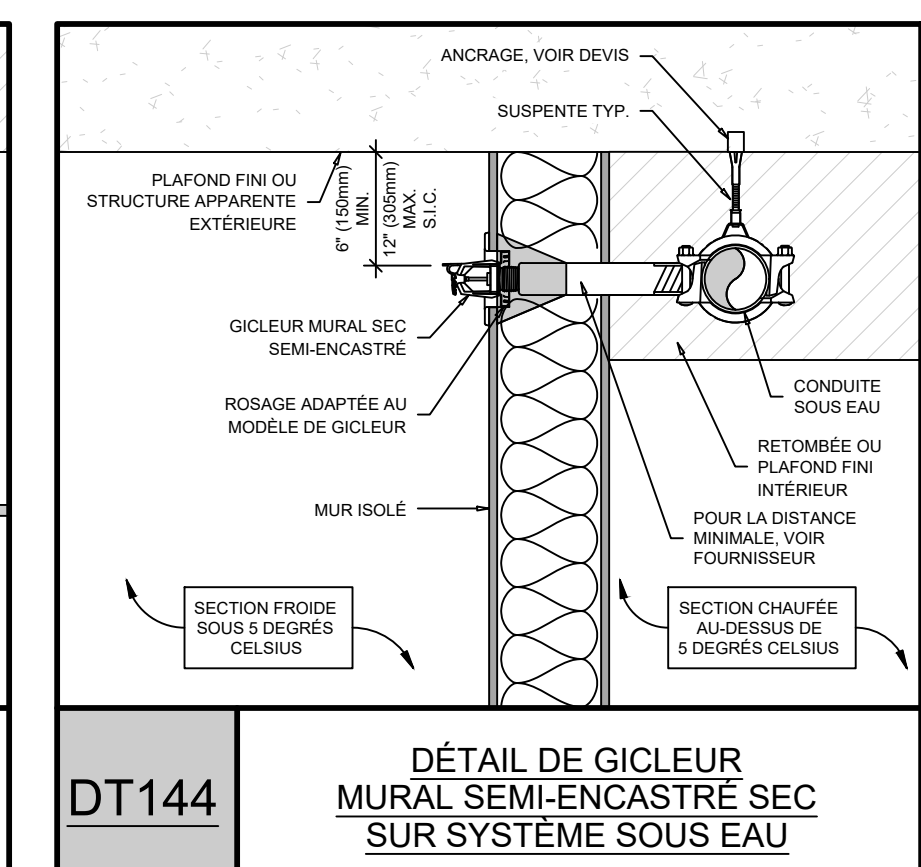 ANCRAGE, VOIR DEVIS
SUSPENTE TYP.
PLAFOND FINI OU
STRUCTURE APPARENTE
EXTÉRIEURE
6" (150mm)
MIN.
12" (305mm)
MAX.
S.I.C.
GICLEUR MURAL SEC
SEMI-ENCASTRÉ
ROSAGE ADAPTÉE AU
MODÈLE DE GICLEUR
MUR ISOLÉ
CONDUITE
SOUS EAU
RETOMBÉE OU
PLAFOND FINI
INTÉRIEUR
POUR LA DISTANCE
MINIMALE, VOIR
FOURNISSEUR
SECTION FROIDE
SOUS 5 DEGRÉS
CELSIUS
SECTION CHAUFÉE
AU-DESSUS DE
5 DEGRÉS CELSIUS
DT144
DÉTAIL DE GICLEUR
MURAL SEMI-ENCASTRÉ SEC
SUR SYSTÈME SOUS EAU